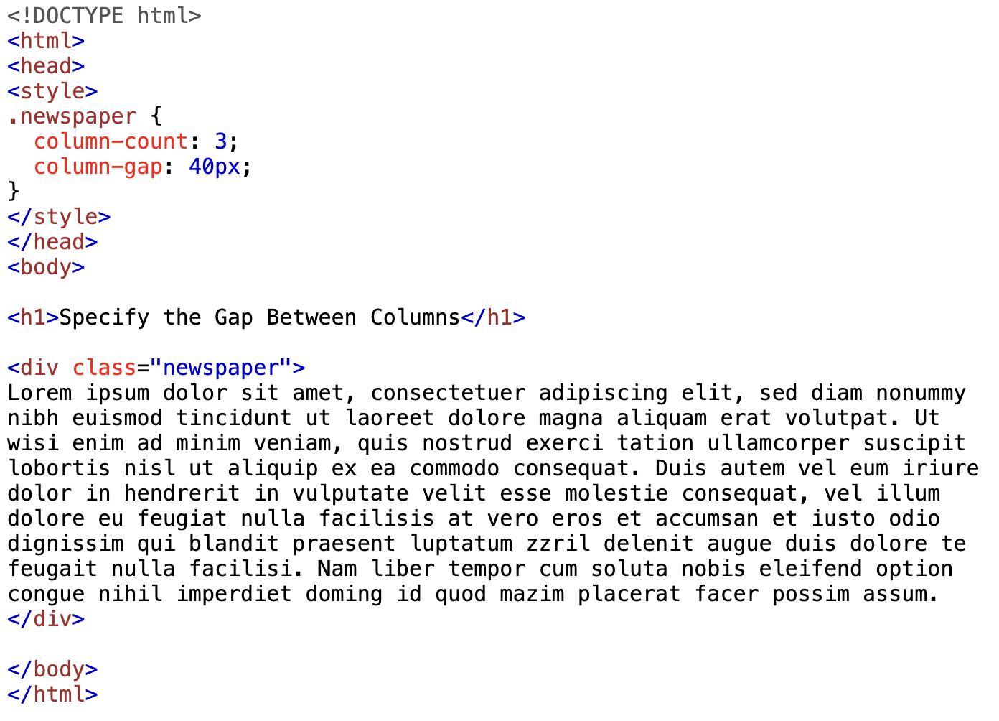 <!DOCTYPE html>
<html>
<head>
<style>
.newspaper {
  column-count: 3;
  column-gap: 40px;
}
</style>
</head>
<body>

<h1>Specify the Gap Between Columns</h1>

<div class="newspaper">
Lorem ipsum dolor sit amet, consectetuer adipiscing elit, sed diam nonummy
nibh euismod tincidunt ut laoreet dolore magna aliquam erat volutpat. Ut
wisi enim ad minim veniam, quis nostrud exerci tation ullamcorper suscipit
lobortis nisl ut aliquip ex ea commodo consequat. Duis autem vel eum iriure
dolor in hendrerit in vulputate velit esse molestie consequat, vel illum
dolore eu feugiat nulla facilisis at vero eros et accumsan et iusto odio
dignissim qui blandit praesent luptatum zzril delenit augue duis dolore te
feugait nulla facilisi. Nam liber tempor cum soluta nobis eleifend option
congue nihil imperdiet doming id quod mazim placerat facer possim assum.
</div>

</body>
</html>